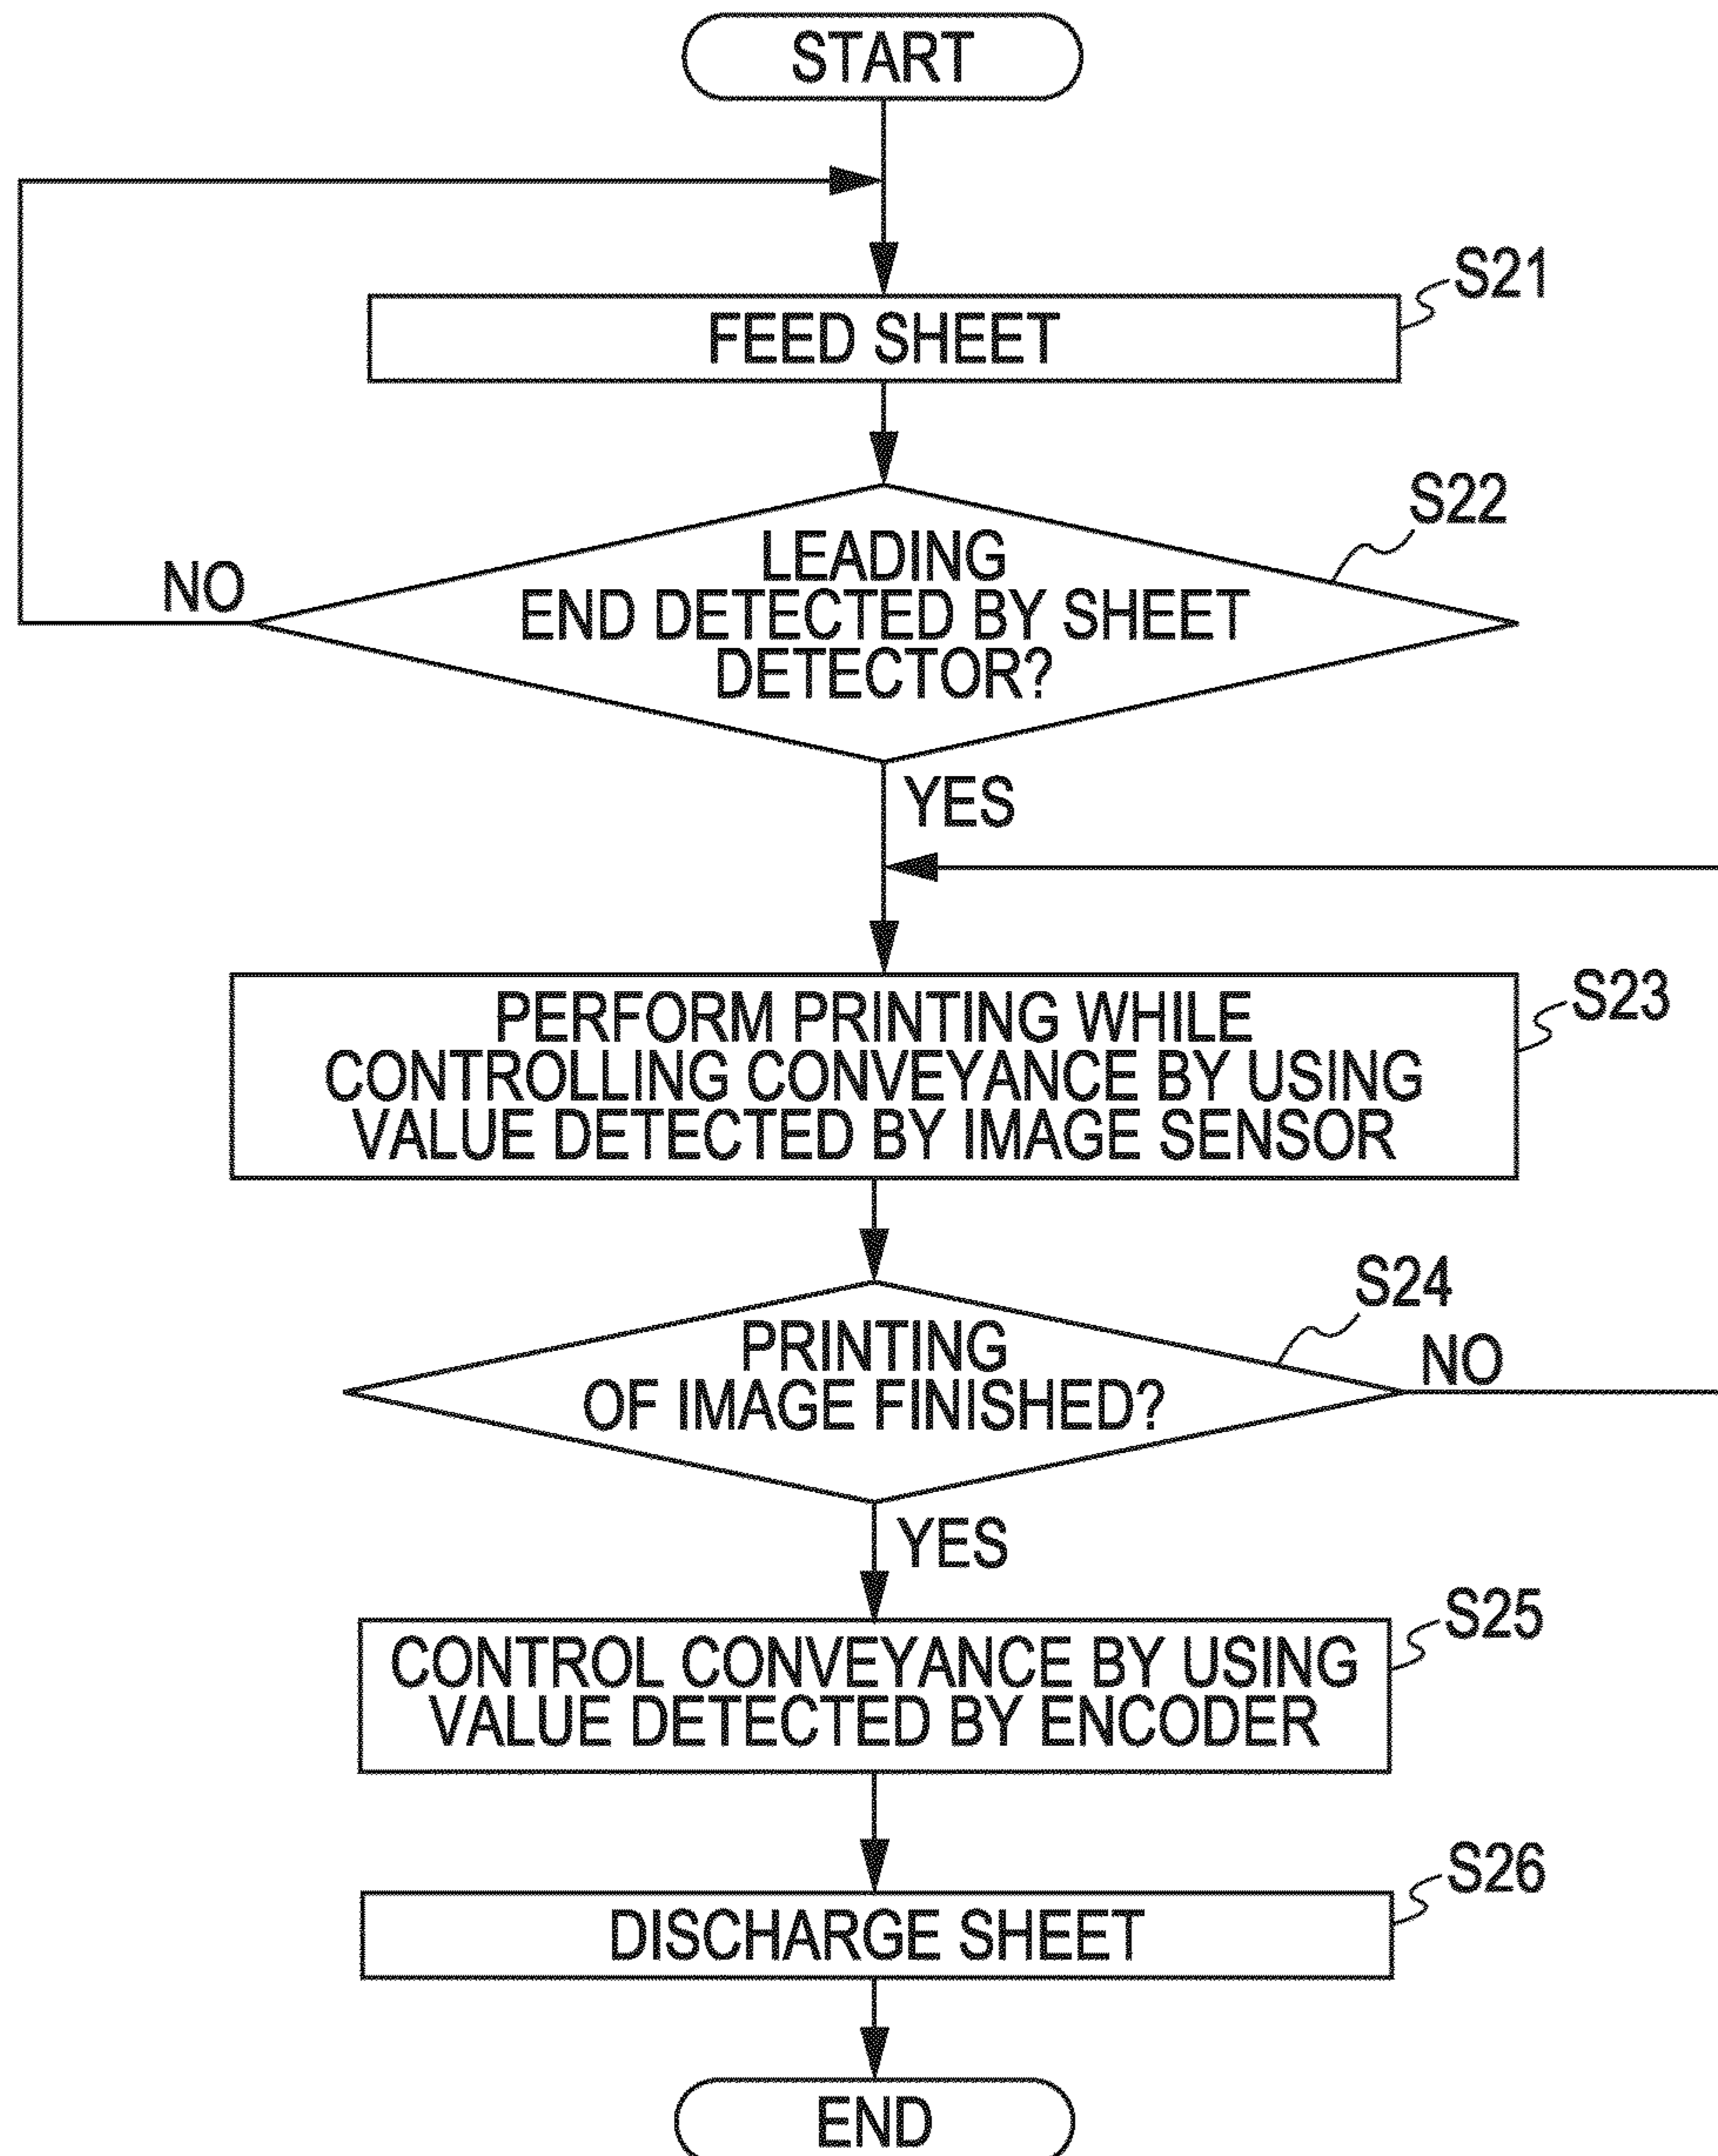 START
S21
FEED SHEET
S22
LEADING
END DETECTED BY SHEET
DETECTOR?
NO
YES
S23
PERFORM PRINTING WHILE
CONTROLLING CONVEYANCE BY USING
VALUE DETECTED BY IMAGE SENSOR
S24
PRINTING
OF IMAGE FINISHED?
NO
YES
S25
CONTROL CONVEYANCE BY USING
VALUE DETECTED BY ENCODER
S26
DISCHARGE SHEET
END